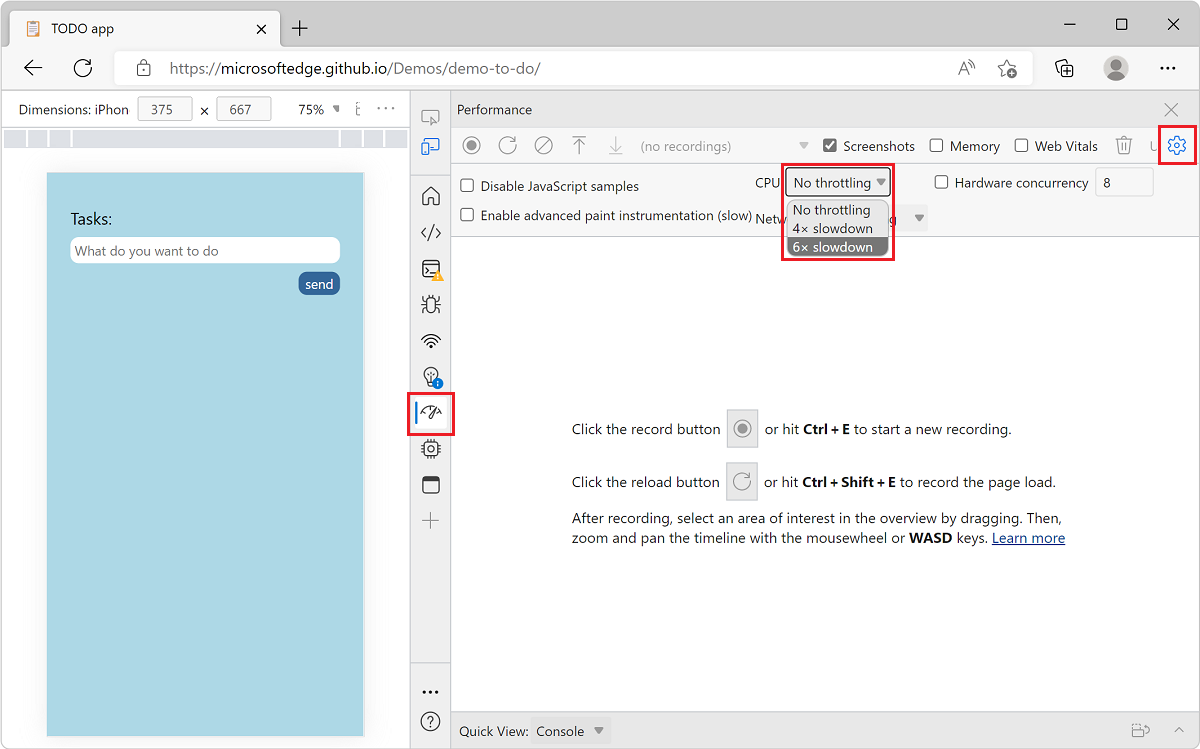 TODO app
https://microsoftedge.github.io/Demos/demo-to-do/
Dimensions: iPhon 375 x 667 75%
Performance
(no recordings) Screenshots Memory Web Vitals
Disable JavaScript samples CPU No throttling Hardware concurrency 8
Enable advanced paint instrumentation (slow)
No throttling
4× slowdown
6× slowdown
Tasks:
What do you want to do
send
Click the record button or hit Ctrl + E to start a new recording.
Click the reload button or hit Ctrl + Shift + E to record the page load.
After recording, select an area of interest in the overview by dragging. Then,
zoom and pan the timeline with the mousewheel or WASD keys. Learn more
Quick View: Console